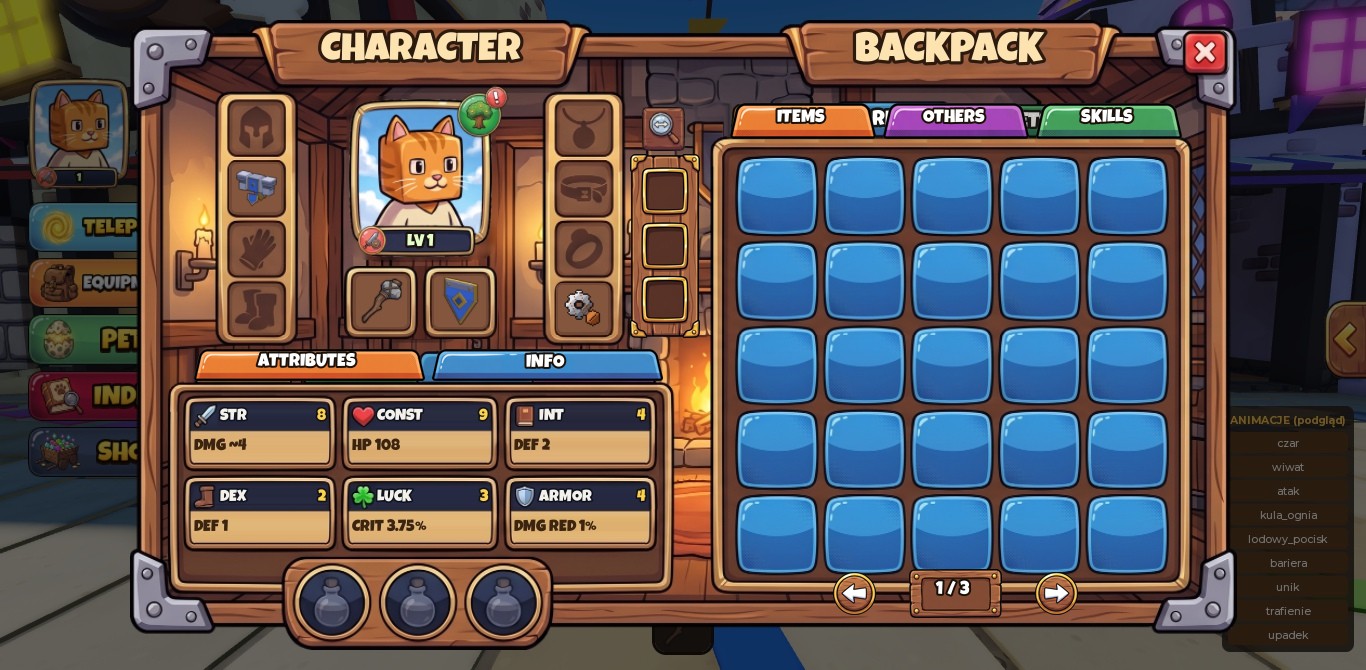 CHARACTER
BACKPACK
ITEMS
OTHERS
SKILLS
1
TELEP
EQUIPM
PET
IND
SHO
LV 1
ATTRIBUTES
INFO
STR 8
DMG ~4
CONST 9
HP 108
INT 4
DEF 2
DEX 2
DEF 1
LUCK 3
CRIT 3.75%
ARMOR 4
DMG RED 1%
1 / 3
ANIMACJE (podgląd)
czar
wiwat
atak
kula_ognia
lodowy_pocisk
bariera
unik
trafienie
upadek